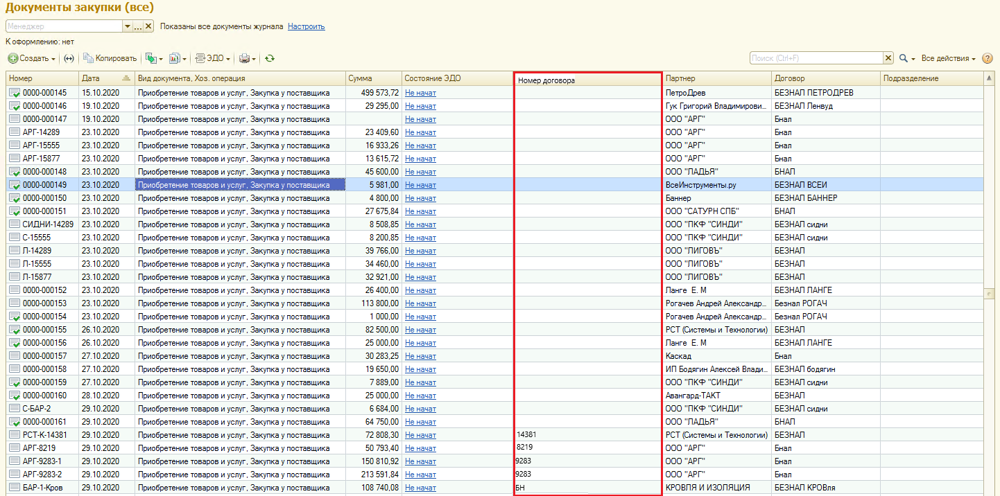 Документы закупки (все)
Менеджер ... Показаны все документы журнала Настроить
К оформлению: нет
Создать Копировать ЭДО Поиск (Ctrl+F) Все действия
Номер Дата Вид документа, Хоз. операция Сумма Состояние ЭДО Номер договора Партнер Договор Подразделение
0000-000145 15.10.2020 Приобретение товаров и услуг, Закупка у поставщика 499 573,72 Не начат ПетроДрев БЕЗНАЛ ПЕТРОДРЕВ
0000-000146 19.10.2020 Приобретение товаров и услуг, Закупка у поставщика 29 295,00 Не начат Гук Григорий Владимирови... БЕЗНАЛ Ленвуд
0000-000147 19.10.2020 Приобретение товаров и услуг, Закупка у поставщика Не начат ООО "АРГ" Бнал
АРГ-14289 23.10.2020 Приобретение товаров и услуг, Закупка у поставщика 23 409,60 Не начат ООО "АРГ" Бнал
АРГ-15555 23.10.2020 Приобретение товаров и услуг, Закупка у поставщика 16 933,26 Не начат ООО "АРГ" Бнал
АРГ-15877 23.10.2020 Приобретение товаров и услуг, Закупка у поставщика 13 615,72 Не начат ООО "АРГ" Бнал
0000-000148 23.10.2020 Приобретение товаров и услуг, Закупка у поставщика 45 600,00 Не начат ООО "ЛАДЬЯ" БНАЛ
0000-000149 23.10.2020 Приобретение товаров и услуг, Закупка у поставщика 5 981,00 Не начат ВсеИнструменты.ру БЕЗНАЛ ВСЕИ
0000-000150 23.10.2020 Приобретение товаров и услуг, Закупка у поставщика 4 800,00 Не начат Баннер БЕЗНАЛ БАННЕР
0000-000151 23.10.2020 Приобретение товаров и услуг, Закупка у поставщика 27 675,84 Не начат ООО "САТУРН СПБ" БНАЛ
СИДНИ-14289 23.10.2020 Приобретение товаров и услуг, Закупка у поставщика 8 508,85 Не начат ООО "ПКФ "СИНДИ" БЕЗНАЛ сидни
С-15555 23.10.2020 Приобретение товаров и услуг, Закупка у поставщика 8 200,85 Не начат ООО "ПКФ "СИНДИ" БЕЗНАЛ сидни
Л-14289 23.10.2020 Приобретение товаров и услуг, Закупка у поставщика 39 766,00 Не начат ООО "ЛИГОВЪ" БЕЗНАЛ
Л-15555 23.10.2020 Приобретение товаров и услуг, Закупка у поставщика 34 460,00 Не начат ООО "ЛИГОВЪ" БЕЗНАЛ
Л-15877 23.10.2020 Приобретение товаров и услуг, Закупка у поставщика 32 921,00 Не начат ООО "ЛИГОВЪ" БЕЗНАЛ
0000-000152 23.10.2020 Приобретение товаров и услуг, Закупка у поставщика 26 400,00 Не начат Ланге Е. М БЕЗНАЛ ЛАНГЕ
0000-000153 23.10.2020 Приобретение товаров и услуг, Закупка у поставщика 113 800,00 Не начат Рогачев Андрей Александр... Безнал РОГАЧ
0000-000154 23.10.2020 Приобретение товаров и услуг, Закупка у поставщика 1 000,00 Не начат Рогачев Андрей Александр... Безнал РОГАЧ
0000-000155 26.10.2020 Приобретение товаров и услуг, Закупка у поставщика 82 500,00 Не начат РСТ (Системы и Технологии) БЕЗНАЛ
0000-000156 26.10.2020 Приобретение товаров и услуг, Закупка у поставщика 25 000,00 Не начат Ланге Е. М БЕЗНАЛ ЛАНГЕ
0000-000157 27.10.2020 Приобретение товаров и услуг, Закупка у поставщика 30 283,25 Не начат Каскад Бнал
0000-000158 27.10.2020 Приобретение товаров и услуг, Закупка у поставщика 19 650,00 Не начат ИП Бодягин Алексей Влади... БЕЗНАЛ бодягин
0000-000159 27.10.2020 Приобретение товаров и услуг, Закупка у поставщика 7 889,00 Не начат ООО "ПКФ "СИНДИ" БЕЗНАЛ сидни
0000-000160 28.10.2020 Приобретение товаров и услуг, Закупка у поставщика 25 000,00 Не начат Авангард-ТАКТ БЕЗНАЛ
С-БАР-2 29.10.2020 Приобретение товаров и услуг, Закупка у поставщика 6 684,00 Не начат ООО "ПКФ "СИНДИ" БЕЗНАЛ сидни
0000-000161 29.10.2020 Приобретение товаров и услуг, Закупка у поставщика 64 750,00 Не начат ООО "ЛАДЬЯ" БНАЛ
РСТ-К-14381 29.10.2020 Приобретение товаров и услуг, Закупка у поставщика 72 808,30 Не начат 14381 РСТ (Системы и Технологии) БЕЗНАЛ
АРГ-8219 29.10.2020 Приобретение товаров и услуг, Закупка у поставщика 50 793,40 Не начат 8219 ООО "АРГ" Бнал
АРГ-9283-1 29.10.2020 Приобретение товаров и услуг, Закупка у поставщика 150 810,92 Не начат 9283 ООО "АРГ" Бнал
АРГ-9283-2 29.10.2020 Приобретение товаров и услуг, Закупка у поставщика 213 591,84 Не начат 9283 ООО "АРГ" Бнал
БАР-1-Кров 29.10.2020 Приобретение товаров и услуг, Закупка у поставщика 108 740,08 Не начат БН КРОВЛЯ И ИЗОЛЯЦИЯ БЕЗНАЛ КРОВля